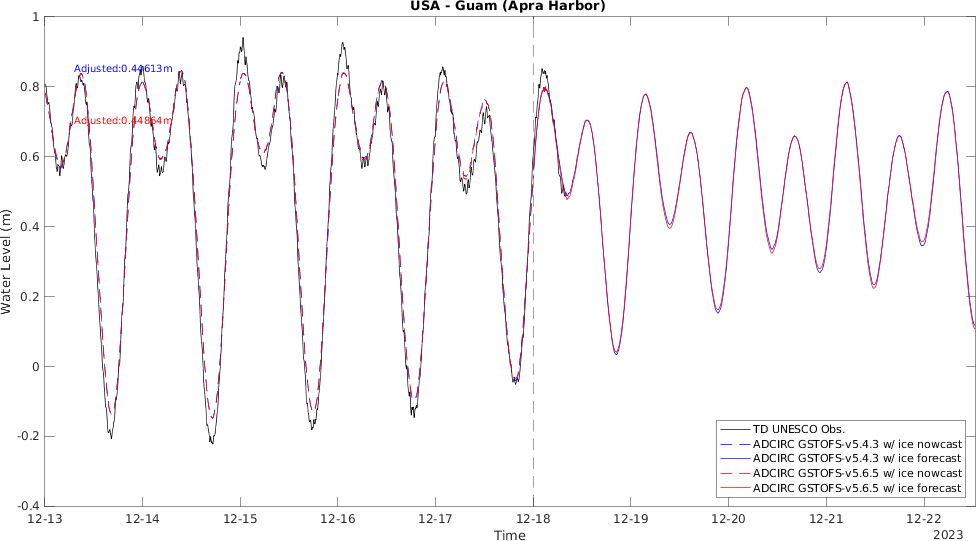 USA - Guam (Apra Harbor)
1
0.8
0.6
0.4
0.2
0
-0.2
-0.4
Water Level (m)
Adjusted:0.44613m
Adjusted:0.44864m
TD UNESCO Obs.
ADCIRC GSTOFS-v5.4.3 w/ ice nowcast
ADCIRC GSTOFS-v5.4.3 w/ ice forecast
ADCIRC GSTOFS-v5.6.5 w/ ice nowcast
ADCIRC GSTOFS-v5.6.5 w/ ice forecast
12-13 12-14 12-15 12-16 12-17 12-18 12-19 12-20 12-21 12-22
Time
2023